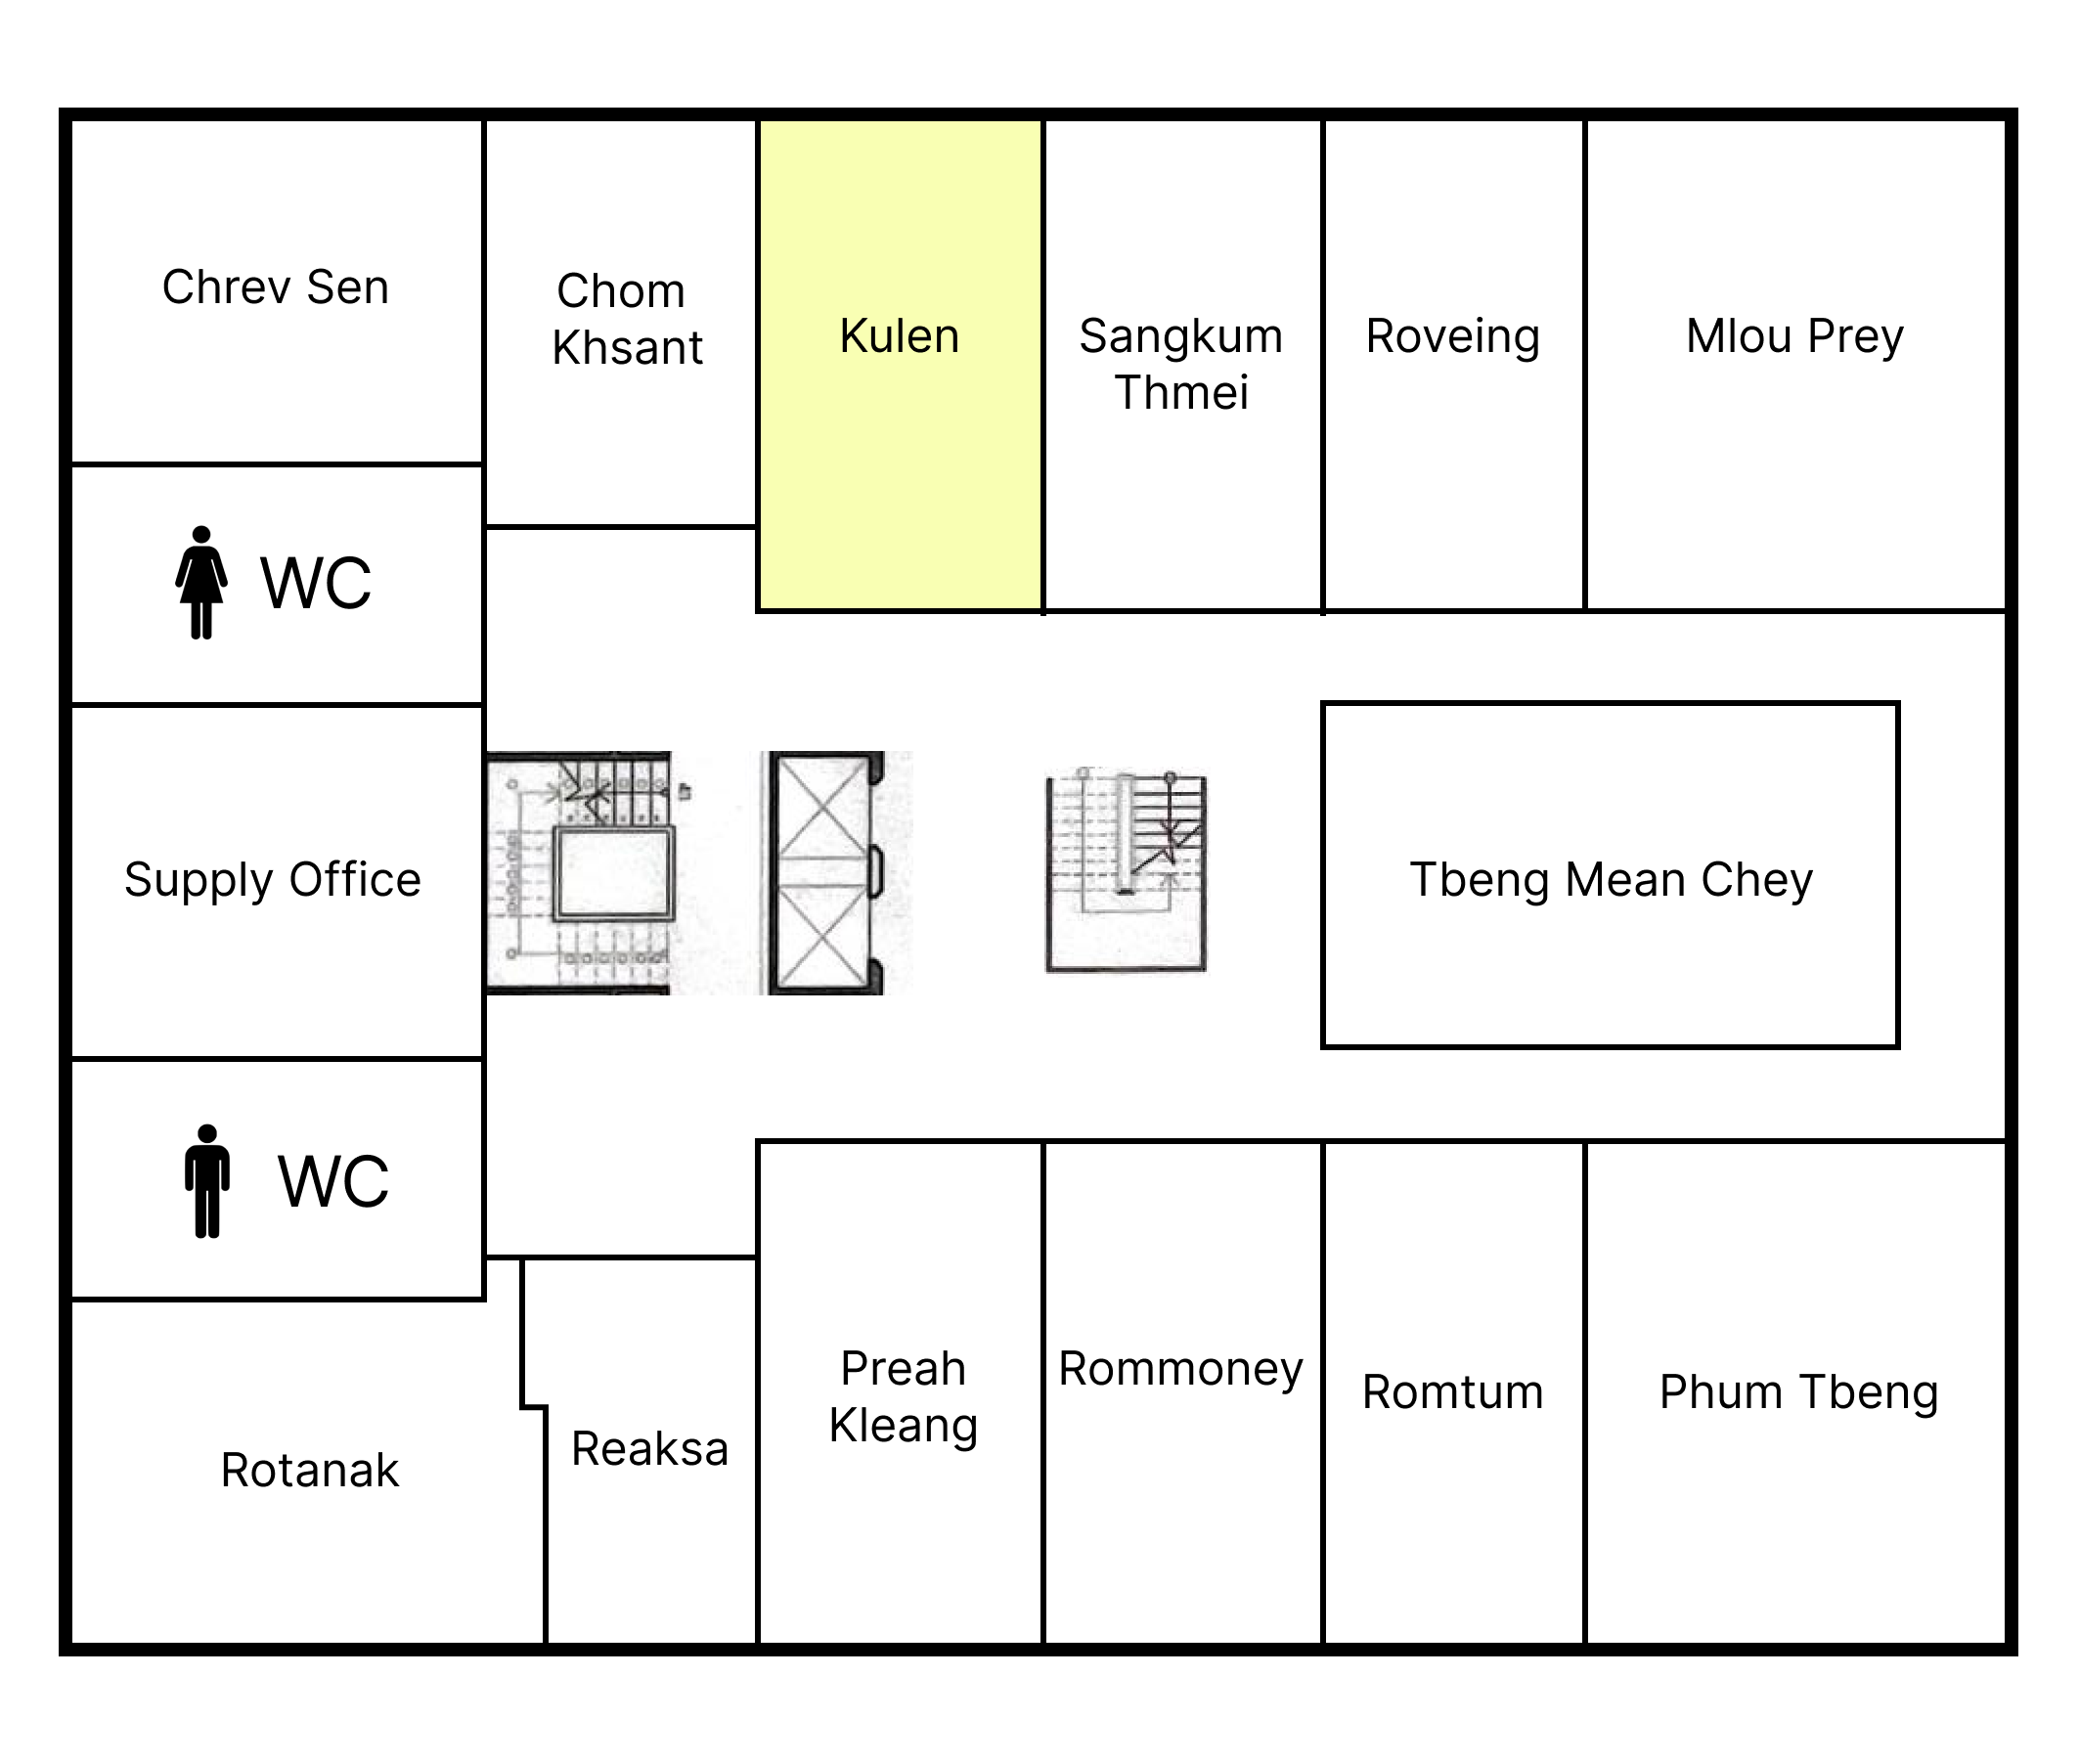 Chrev Sen
Chom
Khsant
Kulen
Sangkum
Thmei
Roveing
Mlou Prey
WC
Supply Office
Tbeng Mean Chey
WC
Rotanak
Reaksa
Preah
Kleang
Rommoney
Romtum
Phum Tbeng